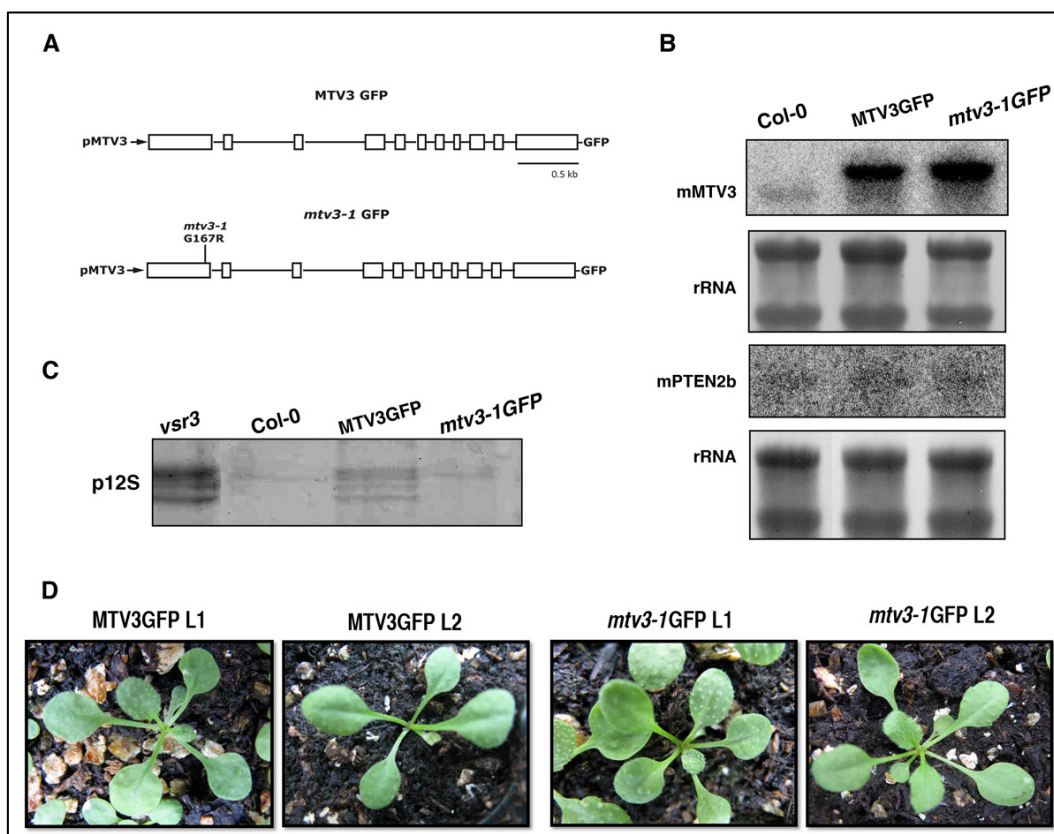 A
MTV3 GFP
pMTV3
GFP
0.5 kb
mtv3-1 GFP
mtv3-1
G167R
pMTV3
GFP
B
Col-0
MTV3GFP
mtv3-1GFP
mMTV3
rRNA
mPTEN2b
rRNA
C
vsr3
Col-0
MTV3GFP
mtv3-1GFP
p12S
D
MTV3GFP L1
MTV3GFP L2
mtv3-1GFP L1
mtv3-1GFP L2